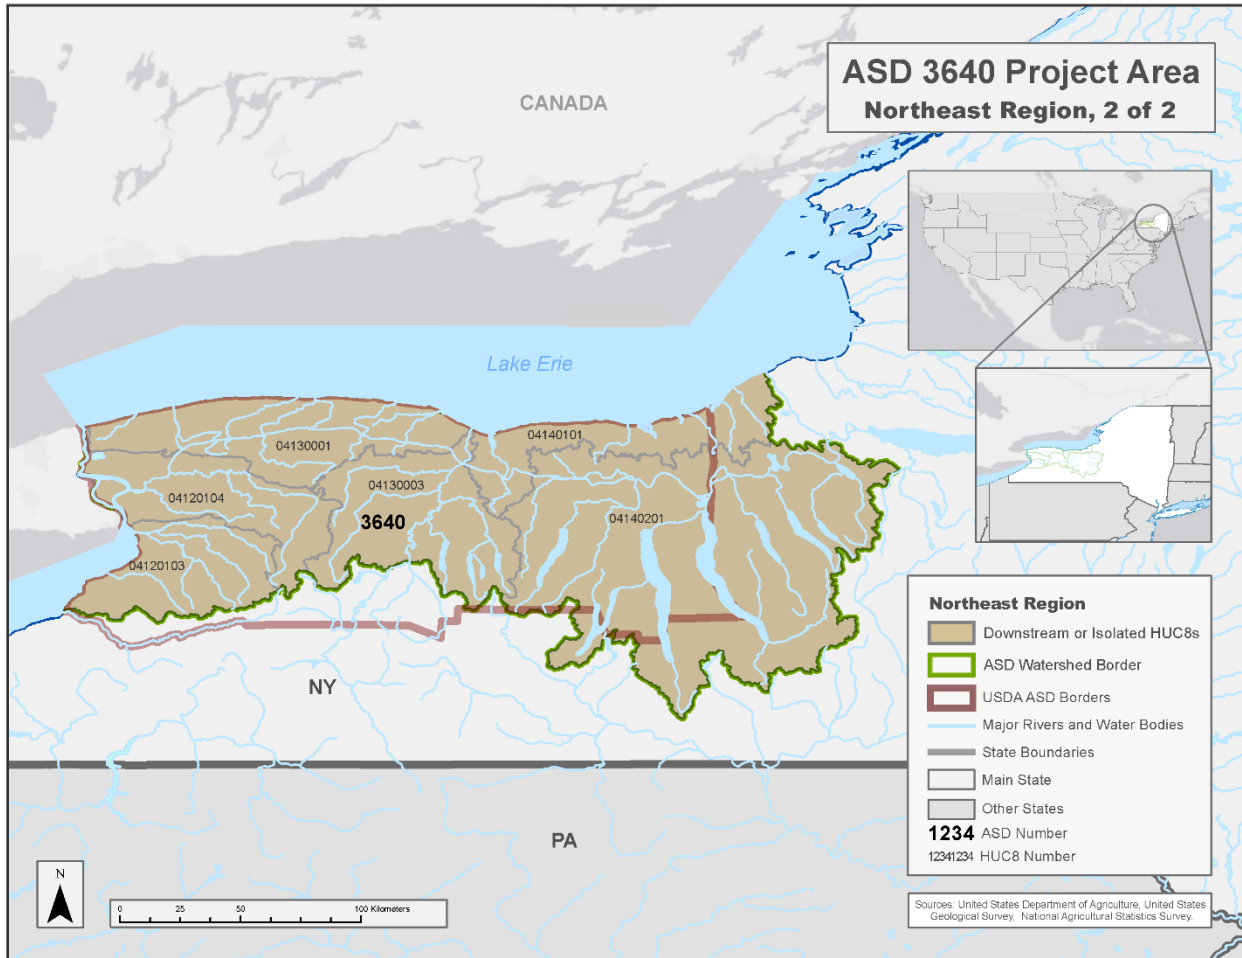 ASD 3640 Project Area
Northeast Region, 2 of 2
CANADA
Lake Erie
04130001
04140101
04130003
04120104
3640
04140201
04120103
NY
PA
N
0 25 50 100 Kilometers
Northeast Region
Downstream or Isolated HUC8s
ASD Watershed Border
USDA ASD Borders
Major Rivers and Water Bodies
State Boundaries
Main State
Other States
1234 ASD Number
12341234 HUC8 Number
Sources: United States Department of Agriculture, United States
Geological Survey, National Agricultural Statistics Survey.